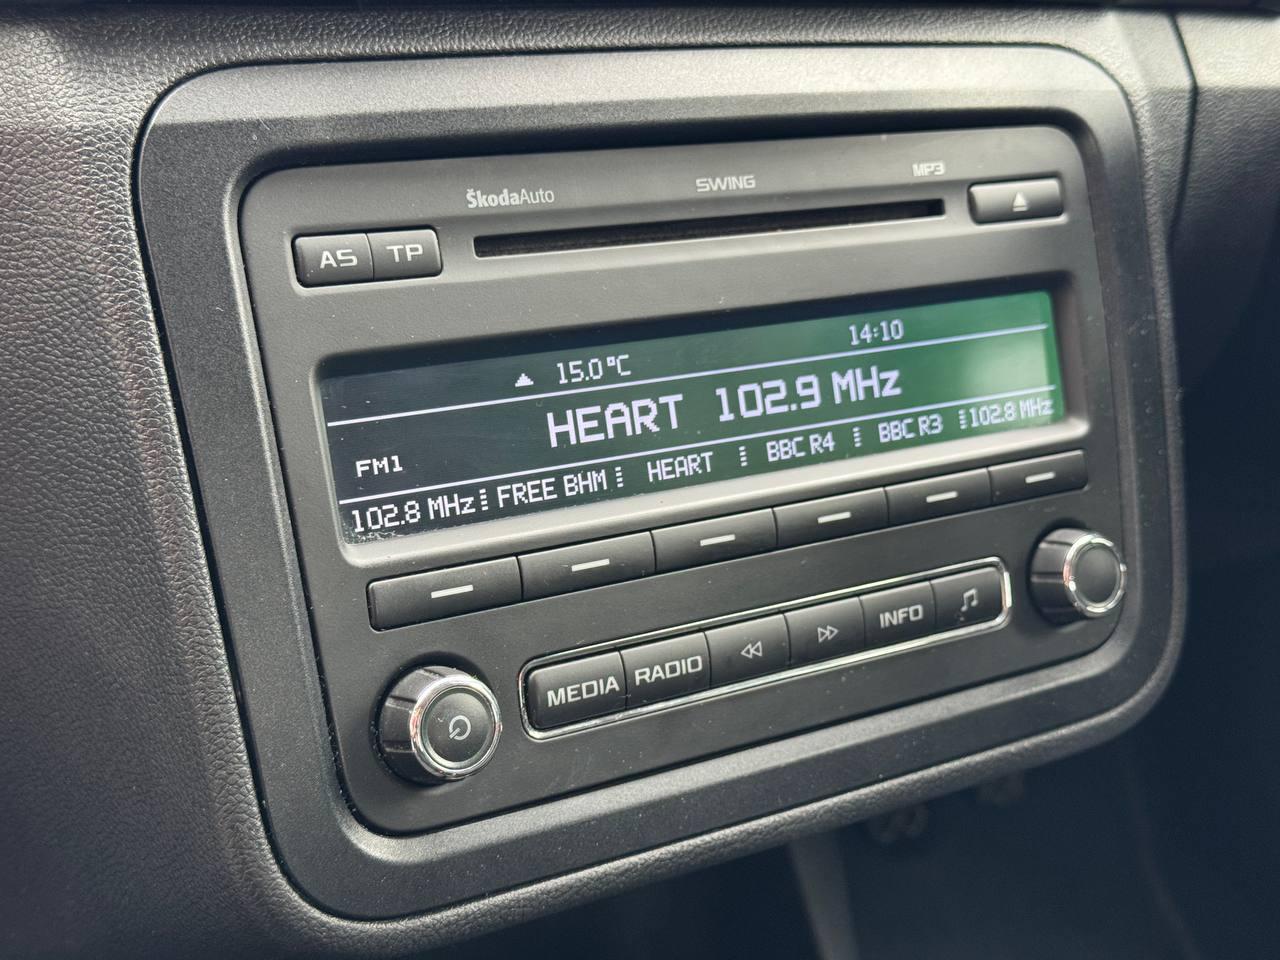 ŠkodaAuto SWING MP3
AS TP
15.0°C 14:10
HEART 102.9 MHz
FM1
102.8 MHz FREE BHM HEART BBC R4 BBC R3 102.8 MHz
MEDIA RADIO INFO